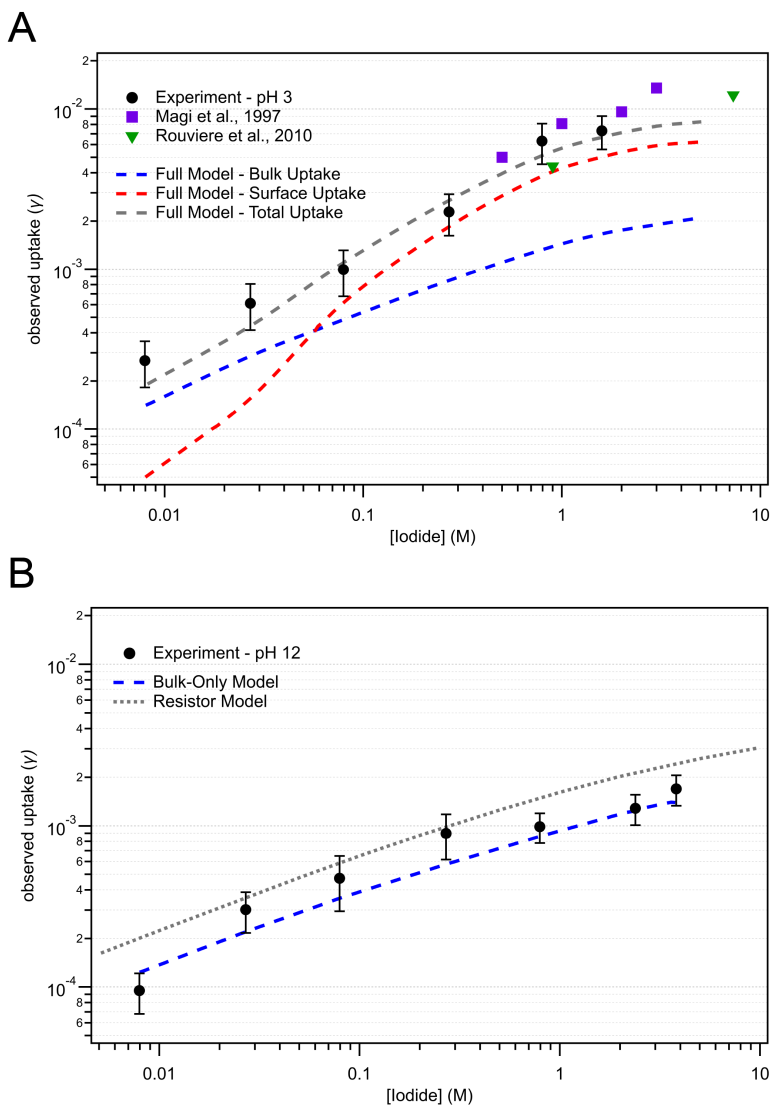 A
2
10⁻²
8
6
4
2
10⁻³
8
6
4
2
10⁻⁴
8
6
observed uptake (γ)
Experiment - pH 3
Magi et al., 1997
Rouviere et al., 2010
Full Model - Bulk Uptake
Full Model - Surface Uptake
Full Model - Total Uptake
0.01 0.1 1 10
[Iodide] (M)
B
2
10⁻²
8
6
4
2
10⁻³
8
6
4
2
10⁻⁴
8
6
observed uptake (γ)
Experiment - pH 12
Bulk-Only Model
Resistor Model
0.01 0.1 1 10
[Iodide] (M)